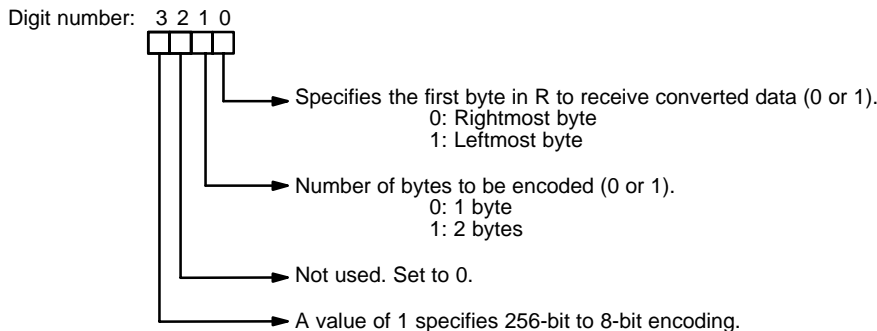 Digit number: 3 2 1 0
Specifies the first byte in R to receive converted data (0 or 1).
0: Rightmost byte
1: Leftmost byte
Number of bytes to be encoded (0 or 1).
0: 1 byte
1: 2 bytes
Not used. Set to 0.
A value of 1 specifies 256-bit to 8-bit encoding.